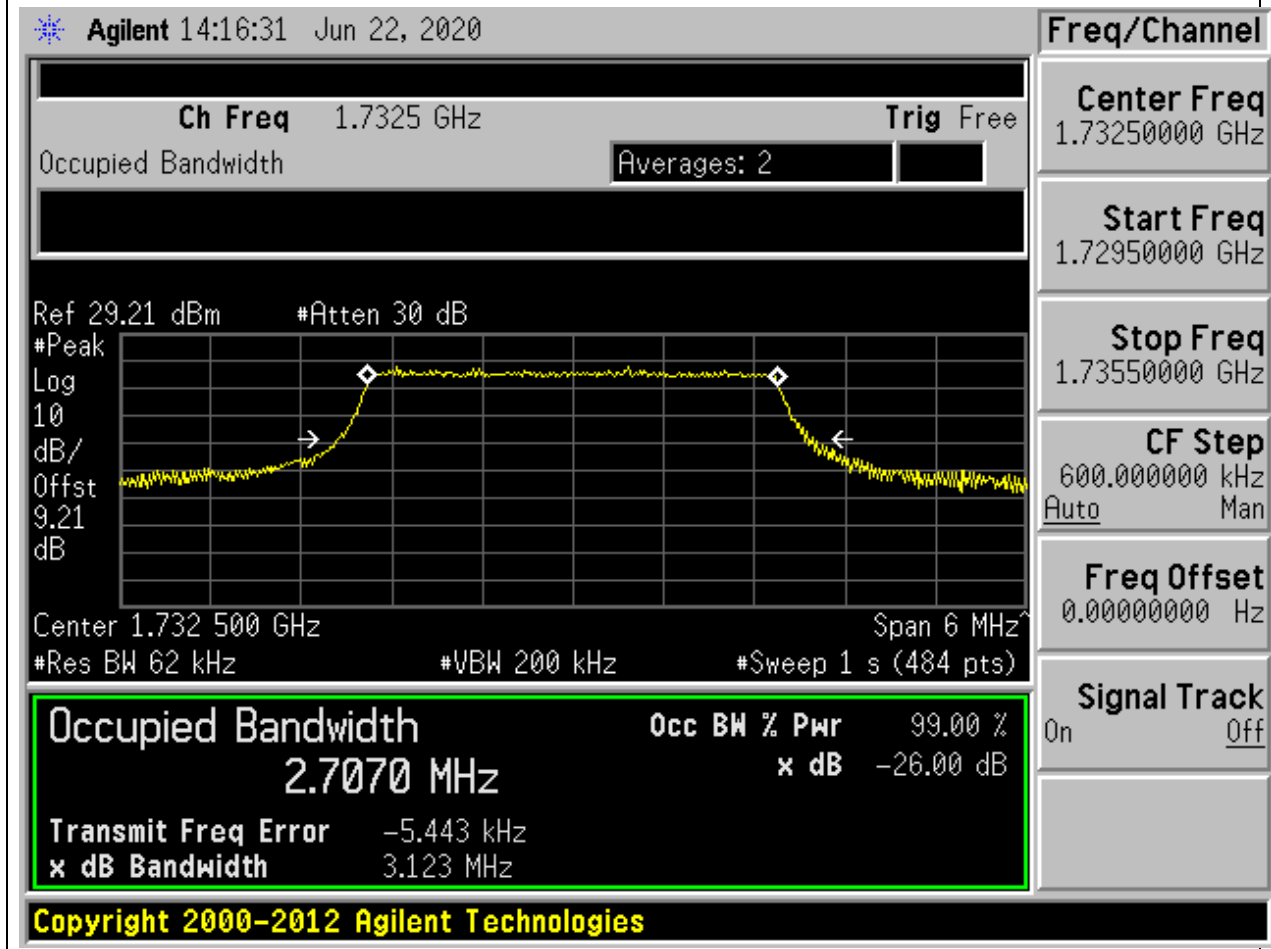 Agilent 14:16:31 Jun 22, 2020
Freq/Channel
Ch Freq 1.7325 GHz Trig Free
Occupied Bandwidth Averages: 2
Center Freq
1.73250000 GHz
Start Freq
1.72950000 GHz
Stop Freq
1.73550000 GHz
CF Step
600.000000 kHz
Auto Man
Freq Offset
0.00000000 Hz
Signal Track
On Off
Ref 29.21 dBm #Atten 30 dB
#Peak
Log
10
dB/
Offst
9.21
dB
Center 1.732 500 GHz Span 6 MHz^
#Res BW 62 kHz #VBW 200 kHz #Sweep 1 s (484 pts)
Occupied Bandwidth Occ BW % Pwr 99.00 %
2.7070 MHz x dB -26.00 dB
Transmit Freq Error -5.443 kHz
x dB Bandwidth 3.123 MHz
Copyright 2000-2012 Agilent Technologies